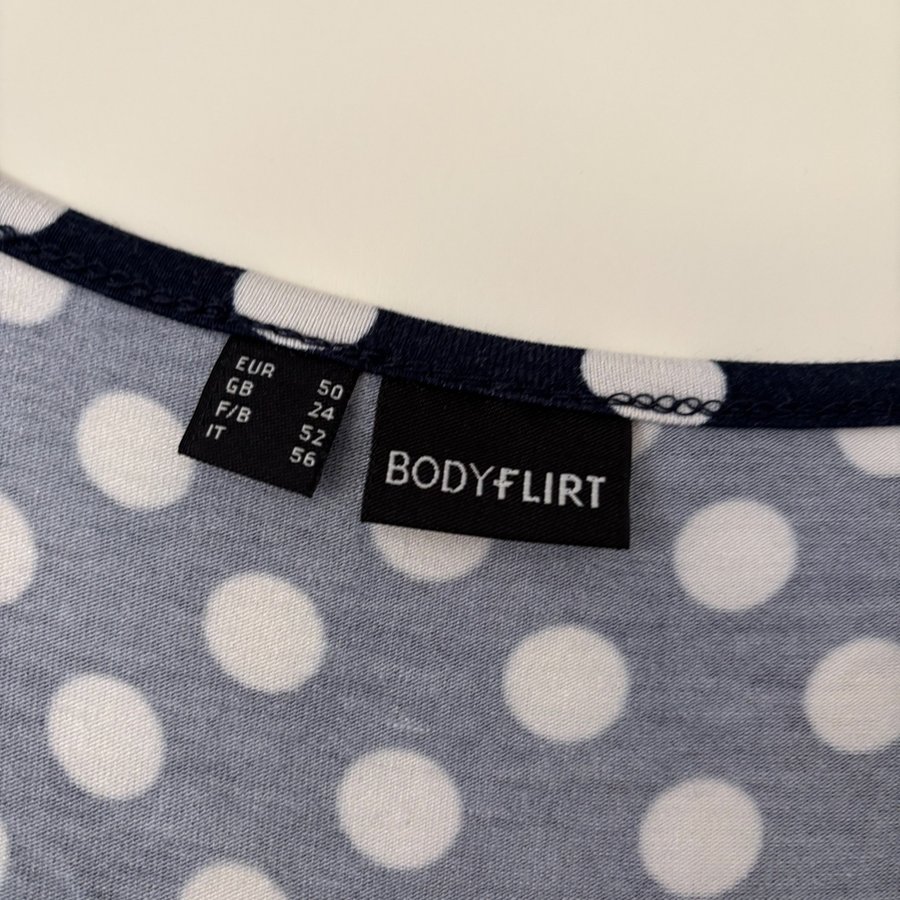 EUR 50
GB 24
F/B 52
IT 56
BODYFLIRT